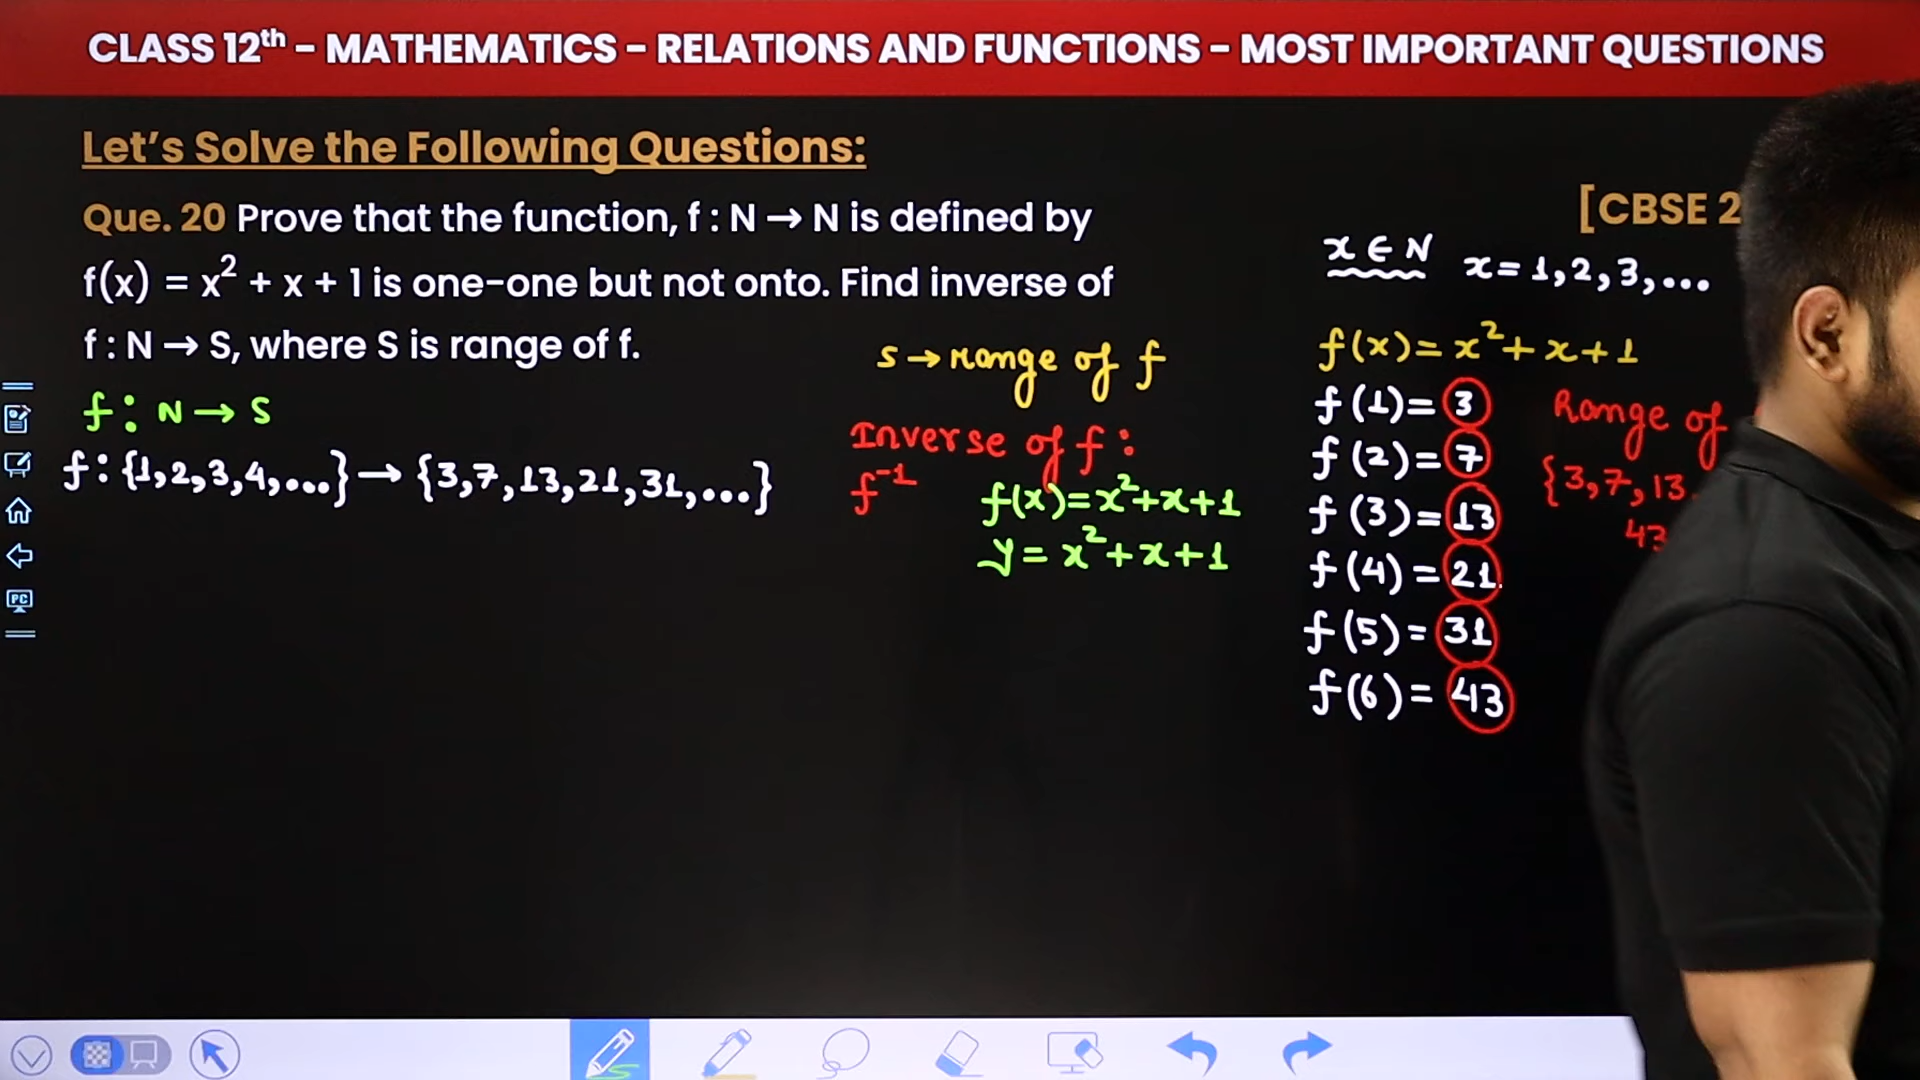 CLASS 12th – MATHEMATICS – RELATIONS AND FUNCTIONS – MOST IMPORTANT QUESTIONS
Let's Solve the Following Questions:
[CBSE 2
Que. 20 Prove that the function, f : N → N is defined by
f(x) = x² + x + 1 is one-one but not onto. Find inverse of
f : N → S, where S is range of f.
f : N → S
f : {1,2,3,4,...} → {3,7,13,21,31,...}
S → range of f
Inverse of f :
f⁻¹
f(x)=x²+x+1
y = x²+x+1
x ∈ N x = 1,2,3,...
f(x)= x²+x+1
f(1)= 3
f(2)= 7
f(3)= 13
f(4)= 21
f(5)= 31
f(6)= 43
Range of
{3,7,13
43
PC